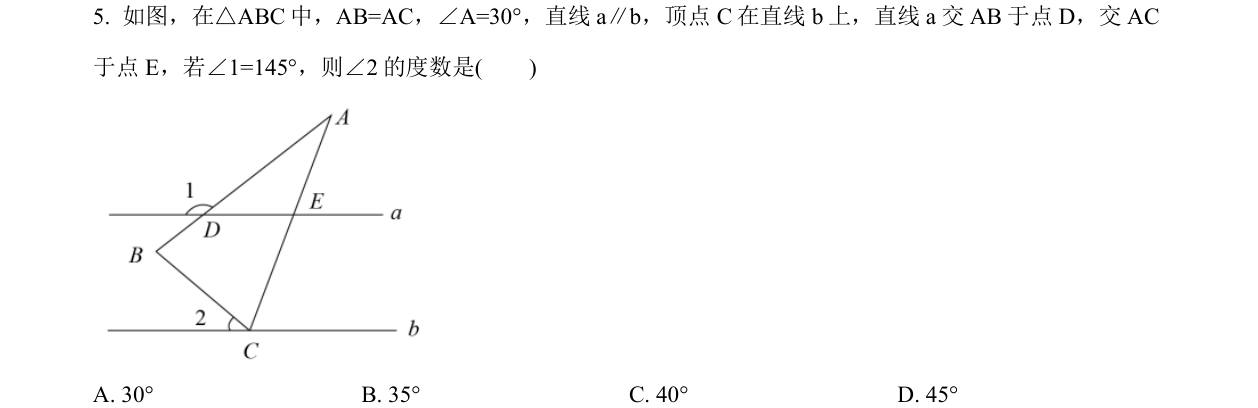 5. 如图，在△ABC 中，AB=AC，∠A=30°，直线 a∥b，顶点 C 在直线 b 上，直线 a 交 AB 于点 D，交 AC
于点 E，若∠1=145°，则∠2 的度数是(　　)
A
1
E
a
D
B
2
b
C
A. 30°　　B. 35°　　C. 40°　　D. 45°